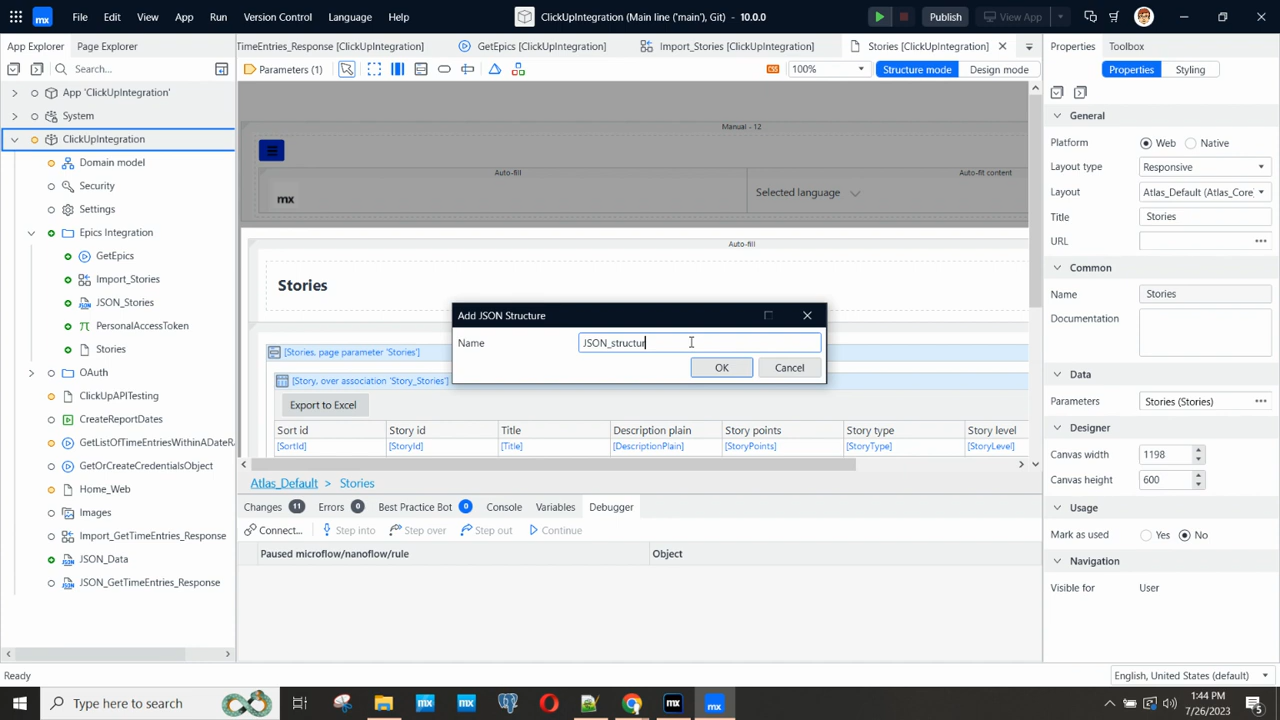 mx
File
Edit
View
App
Run
Version Control
Language
Help
ClickUpIntegration (Main line ('main'), Git) - 10.0.0
Publish
View App
App Explorer
Page Explorer
TimeEntries_Response [ClickUpIntegration]
GetEpics [ClickUpIntegration]
Import_Stories [ClickUpIntegration]
Stories [ClickUpIntegration]
Properties
Toolbox
Search...
Parameters (1)
CSS
100%
Structure mode
Design mode
Properties
Styling
App 'ClickUpIntegration'
System
ClickUpIntegration
Domain model
Security
Settings
Epics Integration
GetEpics
Import_Stories
JSON_Stories
PersonalAccessToken
Stories
OAuth
ClickUpAPITesting
CreateReportDates
GetListOfTimeEntriesWithinADateRa
GetOrCreateCredentialsObject
Home_Web
Images
Import_GetTimeEntries_Response
JSON_Data
JSON_GetTimeEntries_Response
Manual - 12
Auto-fill
Auto-fit content
mx
Selected language
Auto-fill
Stories
Add JSON Structure
Name
JSON_structur
OK
Cancel
[Stories, page parameter 'Stories']
[Story, over association 'Story_Stories']
Export to Excel
Sort id
Story id
Title
Description plain
Story points
Story type
Story level
[SortId]
[StoryId]
[Title]
[DescriptionPlain]
[StoryPoints]
[StoryType]
[StoryLevel]
Atlas_Default > Stories
Changes 11
Errors 0
Best Practice Bot 0
Console
Variables
Debugger
Connect...
Step into
Step over
Step out
Continue
Paused microflow/nanoflow/rule
Object
General
Platform
Web
Native
Layout type
Responsive
Layout
Atlas_Default (Atlas_Core)
Title
Stories
URL
Common
Name
Stories
Documentation
Data
Parameters
Stories (Stories)
Designer
Canvas width
1198
Canvas height
600
Usage
Mark as used
Yes
No
Navigation
Visible for
User
Ready
English, United States (default)
Type here to search
mx
mx
mx
mx
1:44 PM
7/26/2023
5